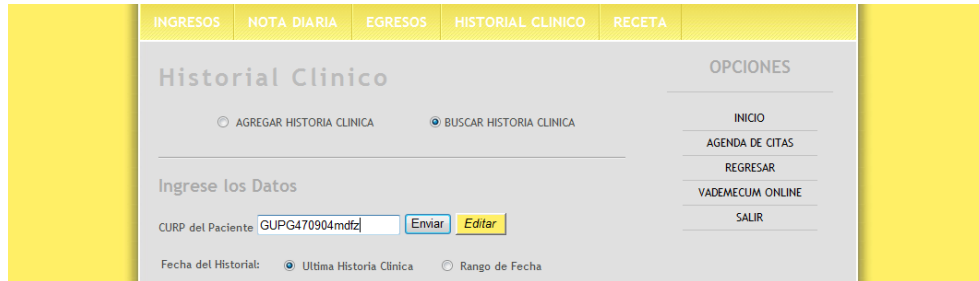 INGRESOS NOTA DIARIA EGRESOS HISTORIAL CLINICO RECETA
Historial Clinico
AGREGAR HISTORIA CLINICA BUSCAR HISTORIA CLINICA
Ingrese los Datos
CURP del Paciente GUPG470904mdfz Enviar Editar
Fecha del Historial: Ultima Historia Clinica Rango de Fecha
OPCIONES
INICIO
AGENDA DE CITAS
REGRESAR
VADEMECUM ONLINE
SALIR